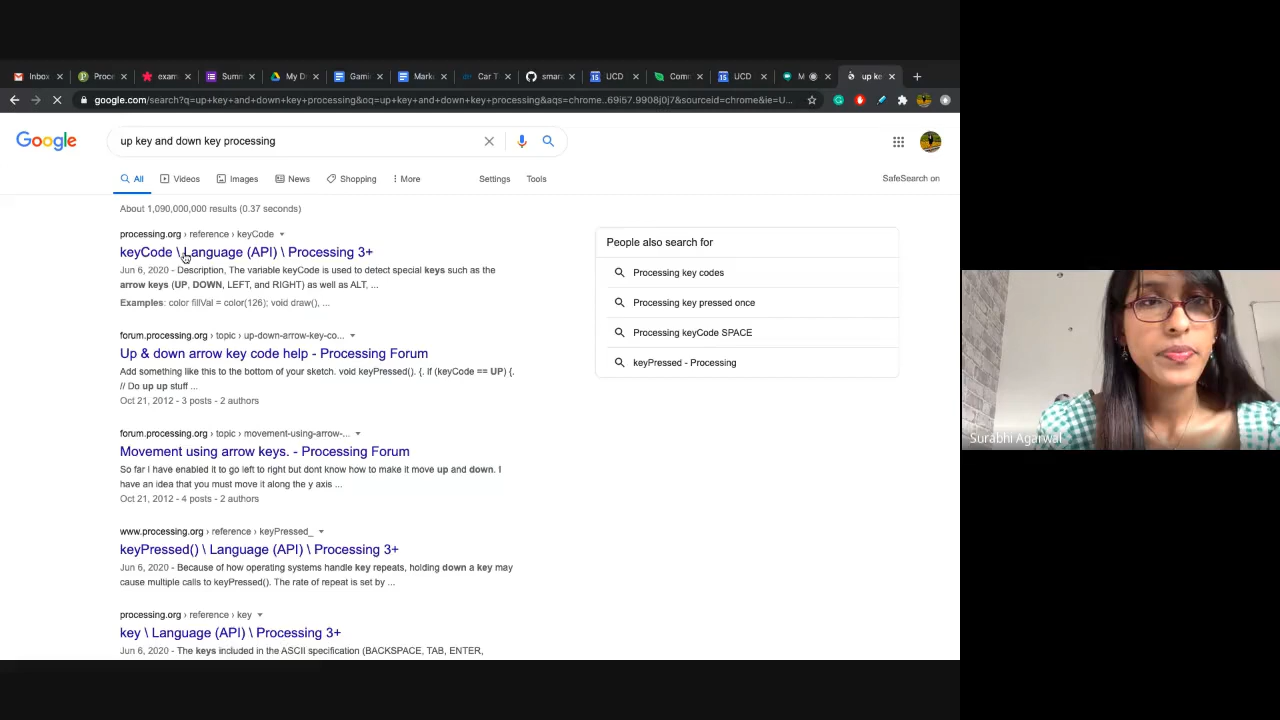 Inbox
Proce
exam
Summ
My D
Gami
Mark
Car T
smar
UCD
Comr
UCD
M
up ke
google.com/search?q=up+key+and+down+key+processing&oq=up+key+and+down+key+processing&aqs=chrome..69i57.9908j0j7&sourceid=chrome&ie=U...
Google
up key and down key processing
All Videos Images News Shopping More Settings Tools
SafeSearch on
About 1,090,000,000 results (0.37 seconds)
processing.org › reference › keyCode
keyCode \ Language (API) \ Processing 3+
Jun 6, 2020 - Description, The variable keyCode is used to detect special keys such as the
arrow keys (UP, DOWN, LEFT, and RIGHT) as well as ALT, ...
Examples: color fillVal = color(126); void draw(), ...
forum.processing.org › topic › up-down-arrow-key-co...
Up & down arrow key code help - Processing Forum
Add something like this to the bottom of your sketch. void keyPressed(). {. if (keyCode == UP) {.
// Do up up stuff ...
Oct 21, 2012 - 3 posts - 2 authors
forum.processing.org › topic › movement-using-arrow-...
Movement using arrow keys. - Processing Forum
So far I have enabled it to go left to right but dont know how to make it move up and down. I
have an idea that you must move it along the y axis ...
Oct 21, 2012 - 4 posts - 2 authors
www.processing.org › reference › keyPressed_
keyPressed() \ Language (API) \ Processing 3+
Jun 6, 2020 - Because of how operating systems handle key repeats, holding down a key may
cause multiple calls to keyPressed(). The rate of repeat is set by ...
processing.org › reference › key
key \ Language (API) \ Processing 3+
Jun 6, 2020 - The keys included in the ASCII specification (BACKSPACE, TAB, ENTER,
People also search for
Processing key codes
Processing key pressed once
Processing keyCode SPACE
keyPressed - Processing
Surabhi Agarwal